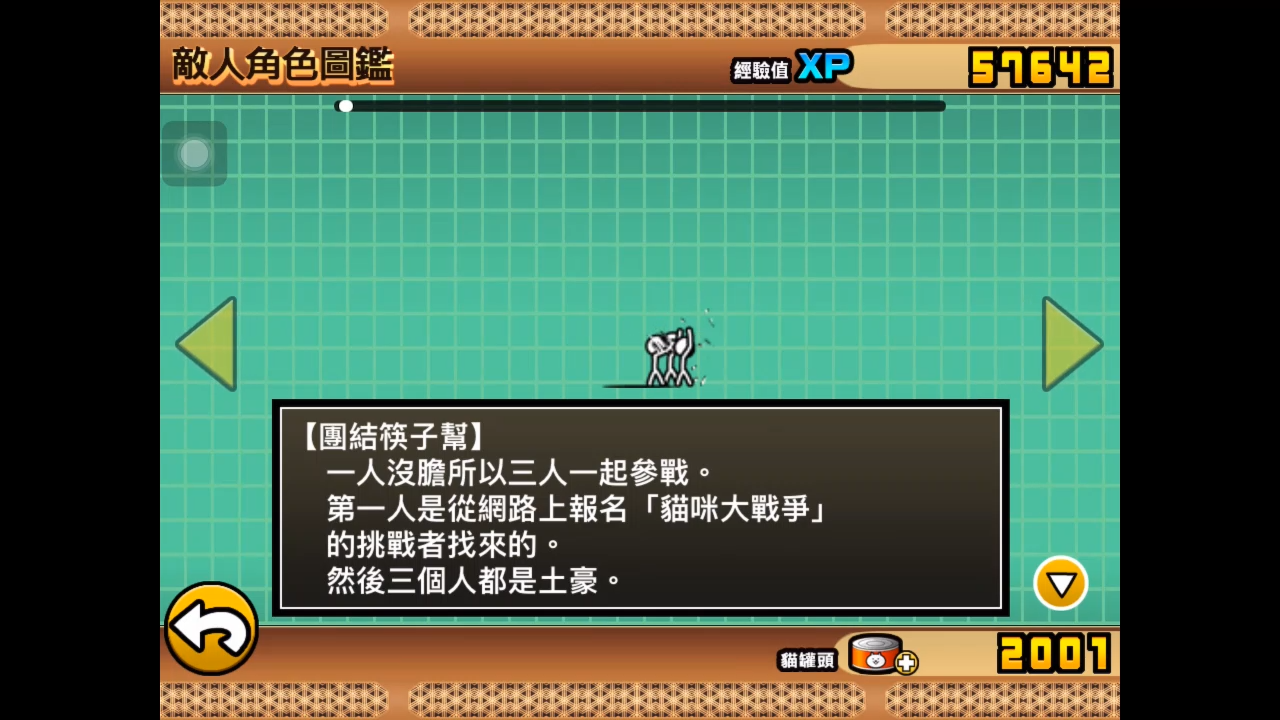 敵人角色圖鑑
經驗值 XP 57642
【團結筷子幫】
一人沒膽所以三人一起參戰。
第一人是從網路上報名「貓咪大戰爭」
的挑戰者找來的。
然後三個人都是土豪。
貓罐頭 2001